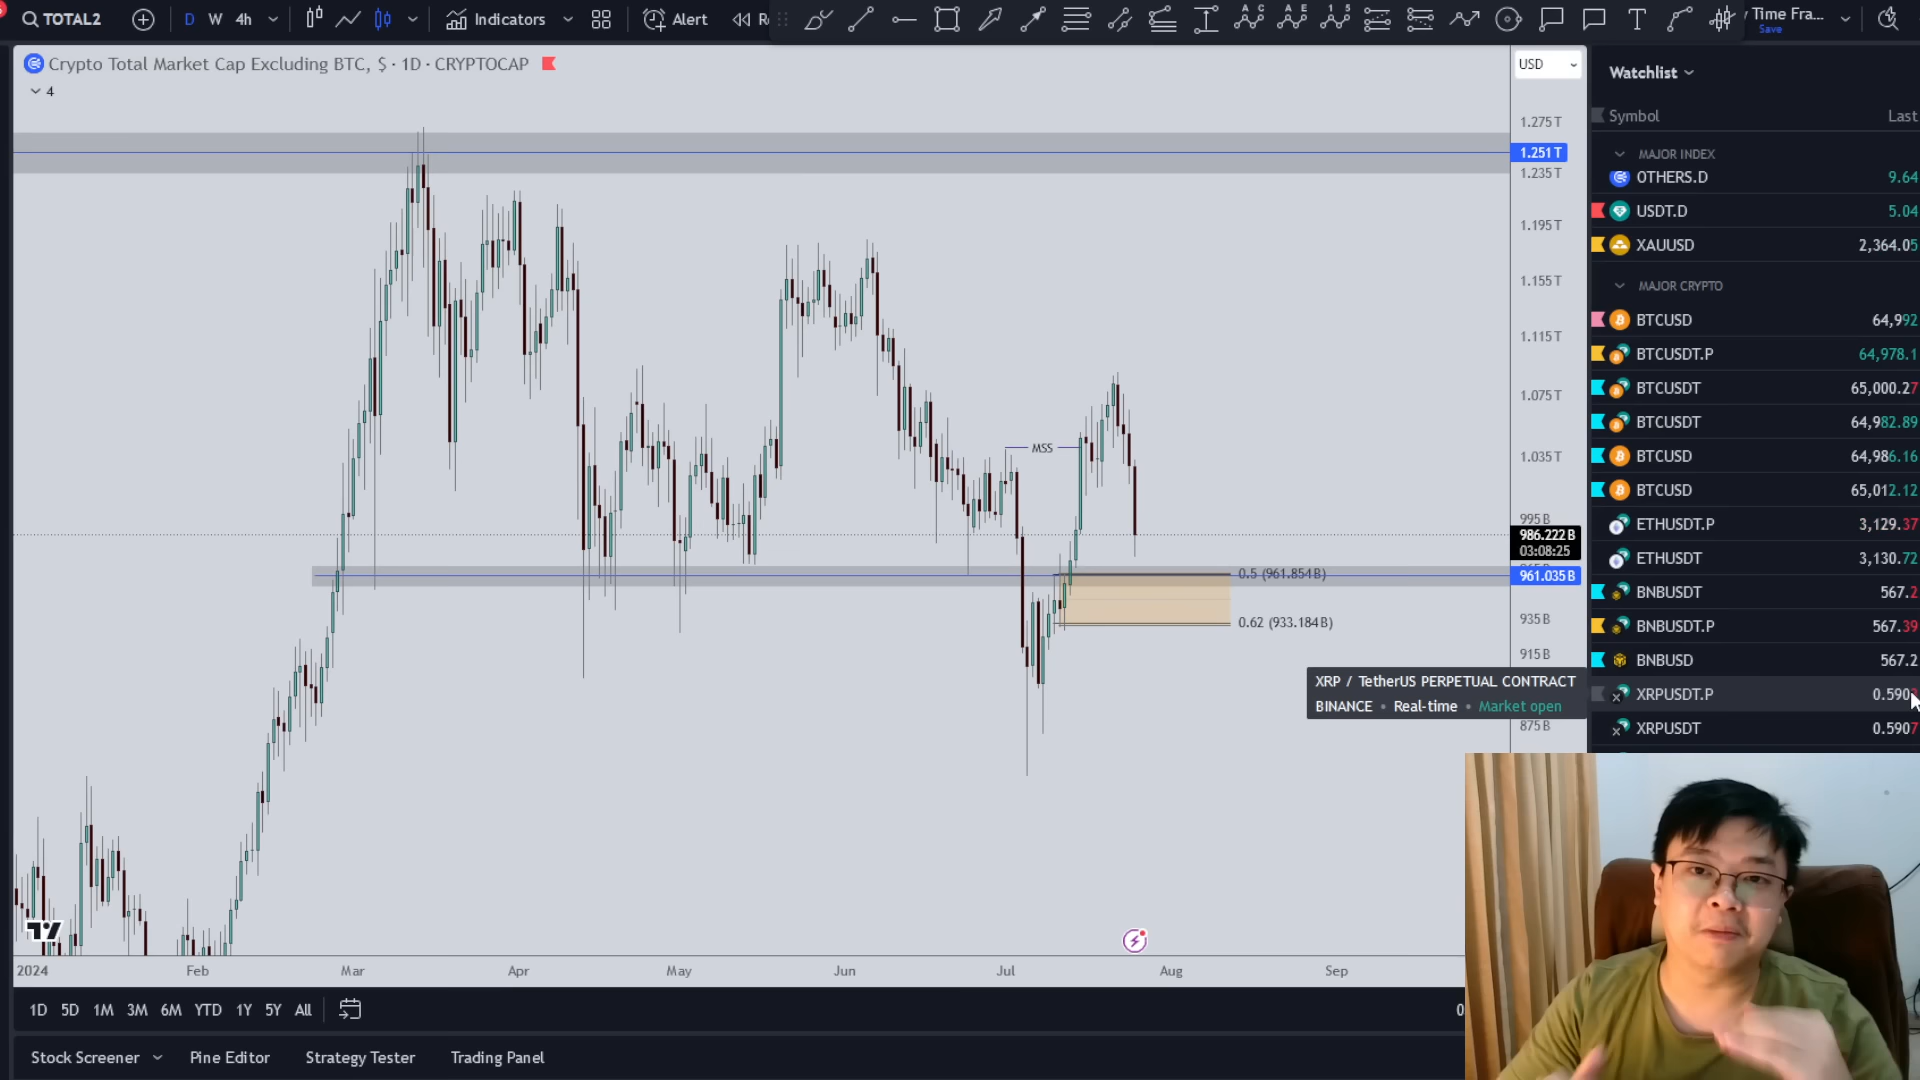 TOTAL2
D
W
4h
Indicators
Alert
Time Fra...
Save
Crypto Total Market Cap Excluding BTC, $ · 1D · CRYPTOCAP
4
USD
1.275 T
1.251 T
1.235 T
1.195 T
1.155 T
1.115 T
1.075 T
1.035 T
995 B
986.222 B
03:08:25
961.035 B
935 B
915 B
875 B
MSS
0.5 (961.854 B)
0.62 (933.184 B)
XRP / TetherUS PERPETUAL CONTRACT
BINANCE • Real-time • Market open
2024
Feb
Mar
Apr
May
Jun
Jul
Aug
Sep
1D
5D
1M
3M
6M
YTD
1Y
5Y
All
Stock Screener
Pine Editor
Strategy Tester
Trading Panel
Watchlist
Symbol Last
MAJOR INDEX
OTHERS.D 9.64
USDT.D 5.04
XAUUSD 2,364.05
MAJOR CRYPTO
BTCUSD 64,992
BTCUSDT.P 64,978.1
BTCUSDT 65,000.27
BTCUSDT 64,982.89
BTCUSD 64,986.16
BTCUSD 65,012.12
ETHUSDT.P 3,129.37
ETHUSDT 3,130.72
BNBUSDT 567.2
BNBUSDT.P 567.39
BNBUSD 567.2
XRPUSDT.P
XRPUSDT 0.5907